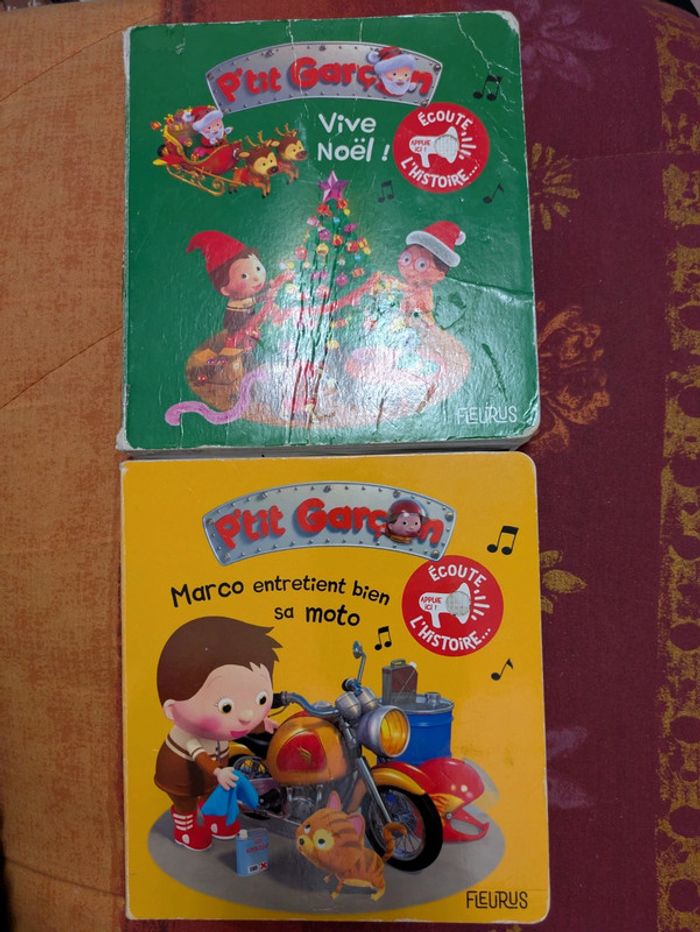 P'tit Garçon
Vive
Noël !
ÉCOUTE
APPUIE
ICI !
L'HISTOIRE...
FLEURUS
P'tit Garçon
Marco entretient bien
sa moto
ÉCOUTE
APPUIE
ICI !
L'HISTOIRE...
FLEURUS